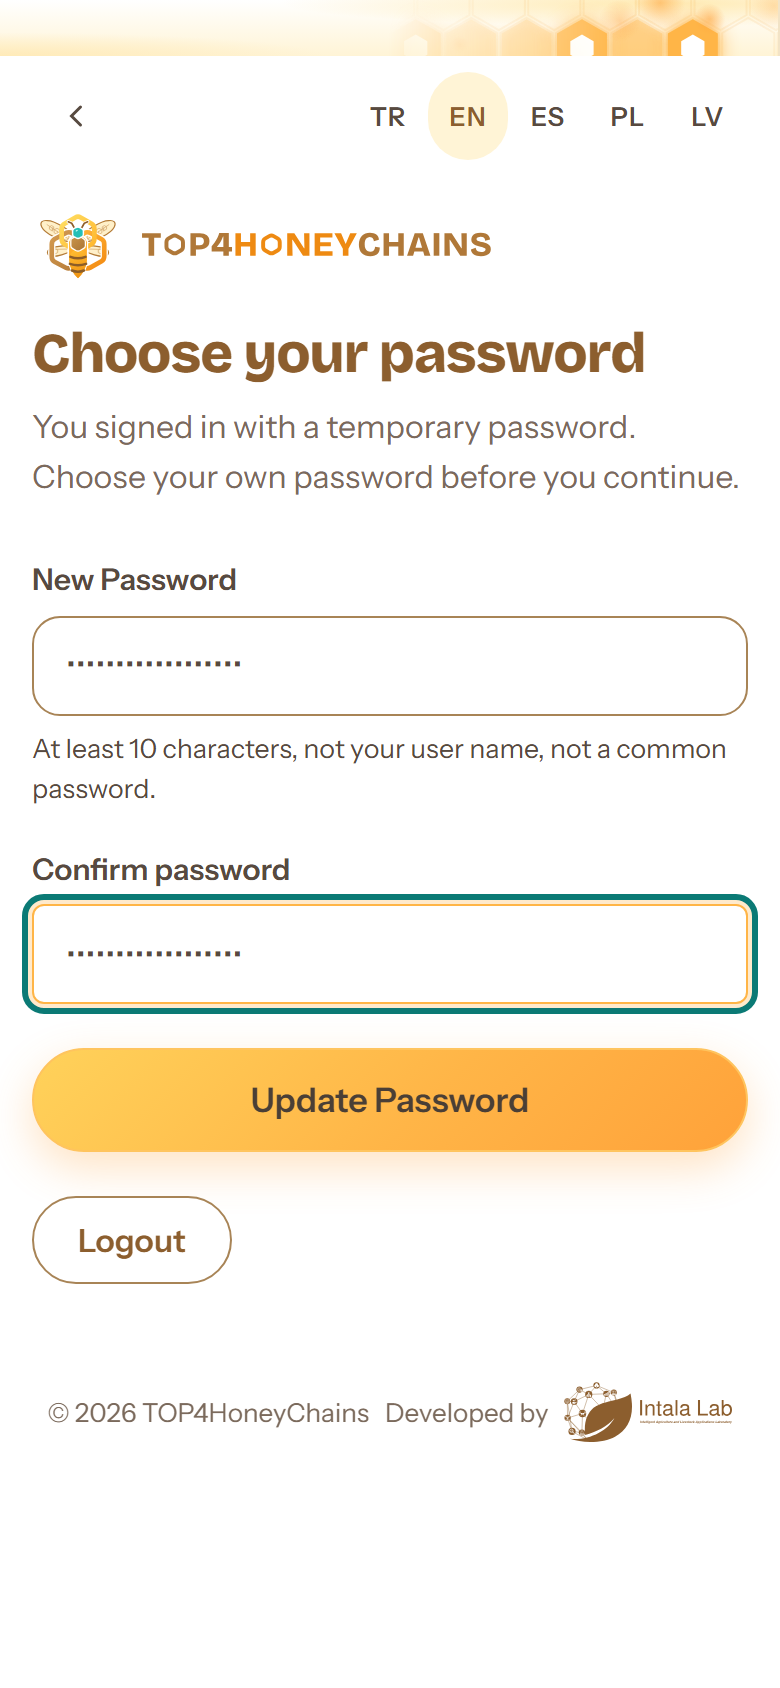 TR EN ES PL LV
TOP4HONEYCHAINS
Choose your password
You signed in with a temporary password.
Choose your own password before you continue.
New Password
••••••••••••••••••
At least 10 characters, not your user name, not a common
password.
Confirm password
••••••••••••••••••
Update Password
Logout
© 2026 TOP4HoneyChains Developed by Intala Lab